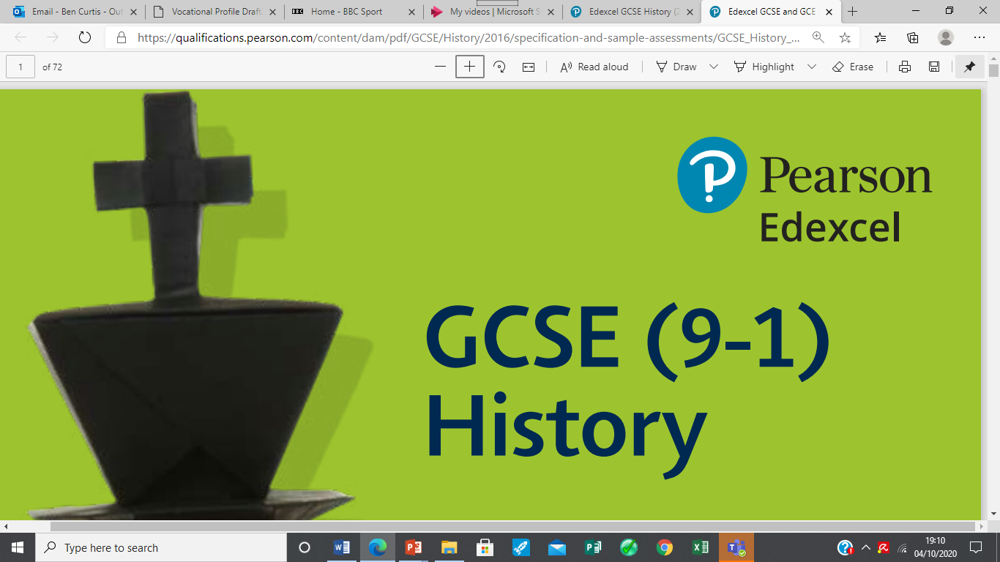 Email - Ben Curtis - Out
Vocational Profile Draft
BBC
Home - BBC Sport
My videos | Microsoft S
Edexcel GCSE History (2
Edexcel GCSE and GCE
https://qualifications.pearson.com/content/dam/pdf/GCSE/History/2016/specification-and-sample-assessments/GCSE_History_...
1 of 72
Read aloud
Draw
Highlight
Erase
Pearson
Edexcel
GCSE (9-1)
History
Type here to search
19:10
04/10/2020